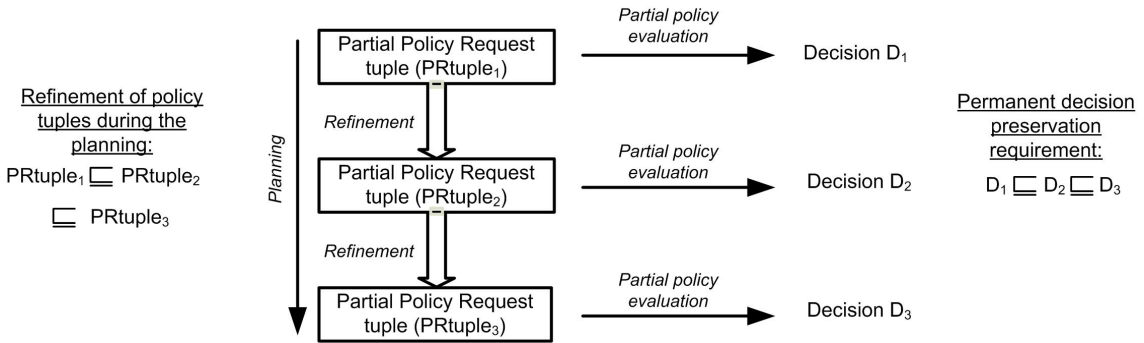 Refinement of policy
tuples during the
planning:
PRtuple₁ ⊑ PRtuple₂
⊑ PRtuple₃
Planning
Partial Policy Request
tuple (PRtuple₁)
Refinement
Partial Policy Request
tuple (PRtuple₂)
Refinement
Partial Policy Request
tuple (PRtuple₃)
Partial policy
evaluation
Decision D₁
Partial policy
evaluation
Decision D₂
Partial policy
evaluation
Decision D₃
Permanent decision
preservation
requirement:
D₁ ⊑ D₂ ⊑ D₃